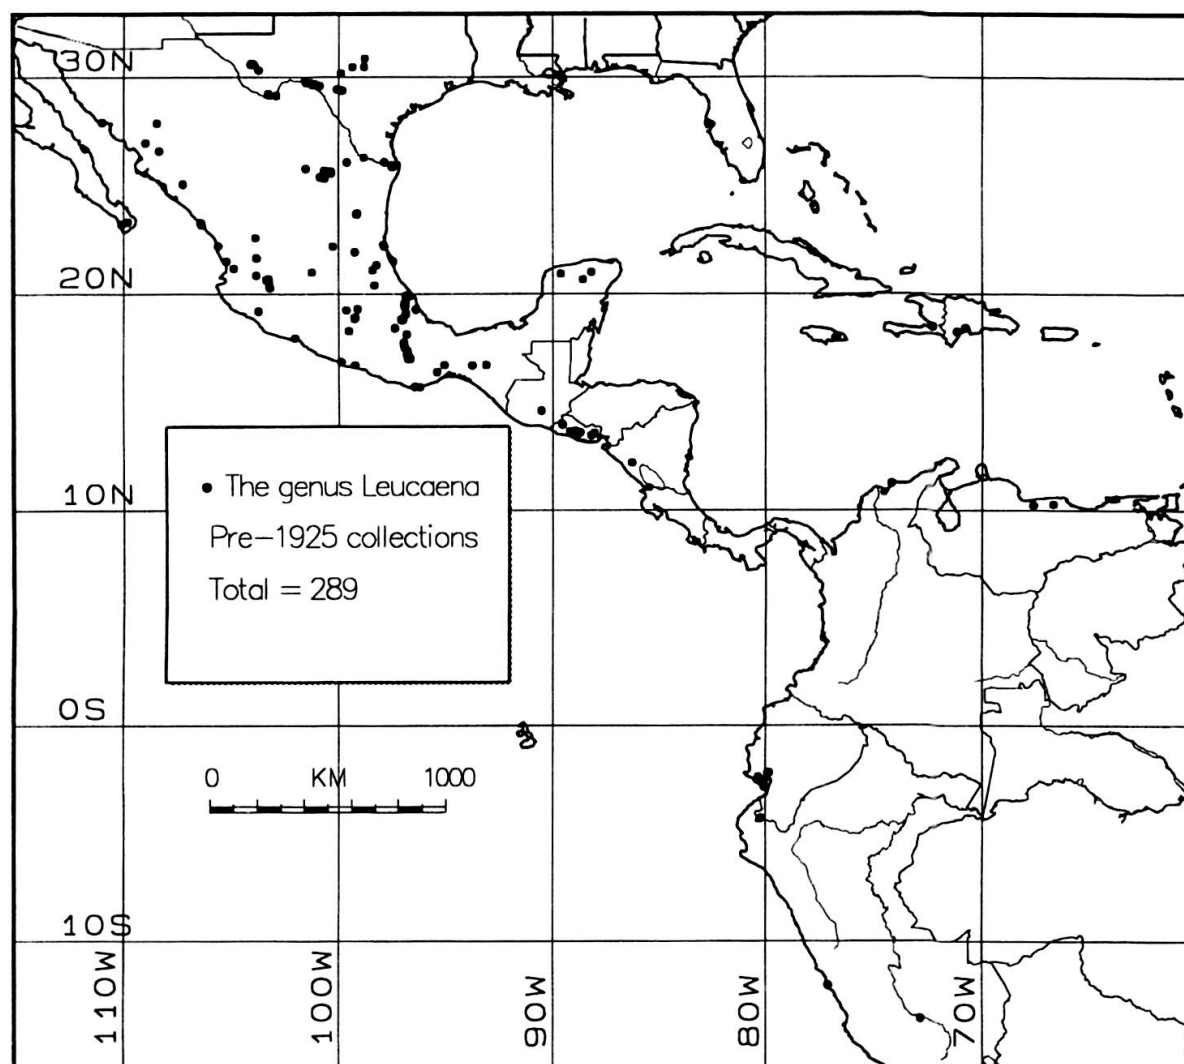 30N
20N
• The genus Leucaena
10N
Pre-1925 collections
Total = 289
0S
0 KM 1000
10S
110W 100W 90W 80W 70W